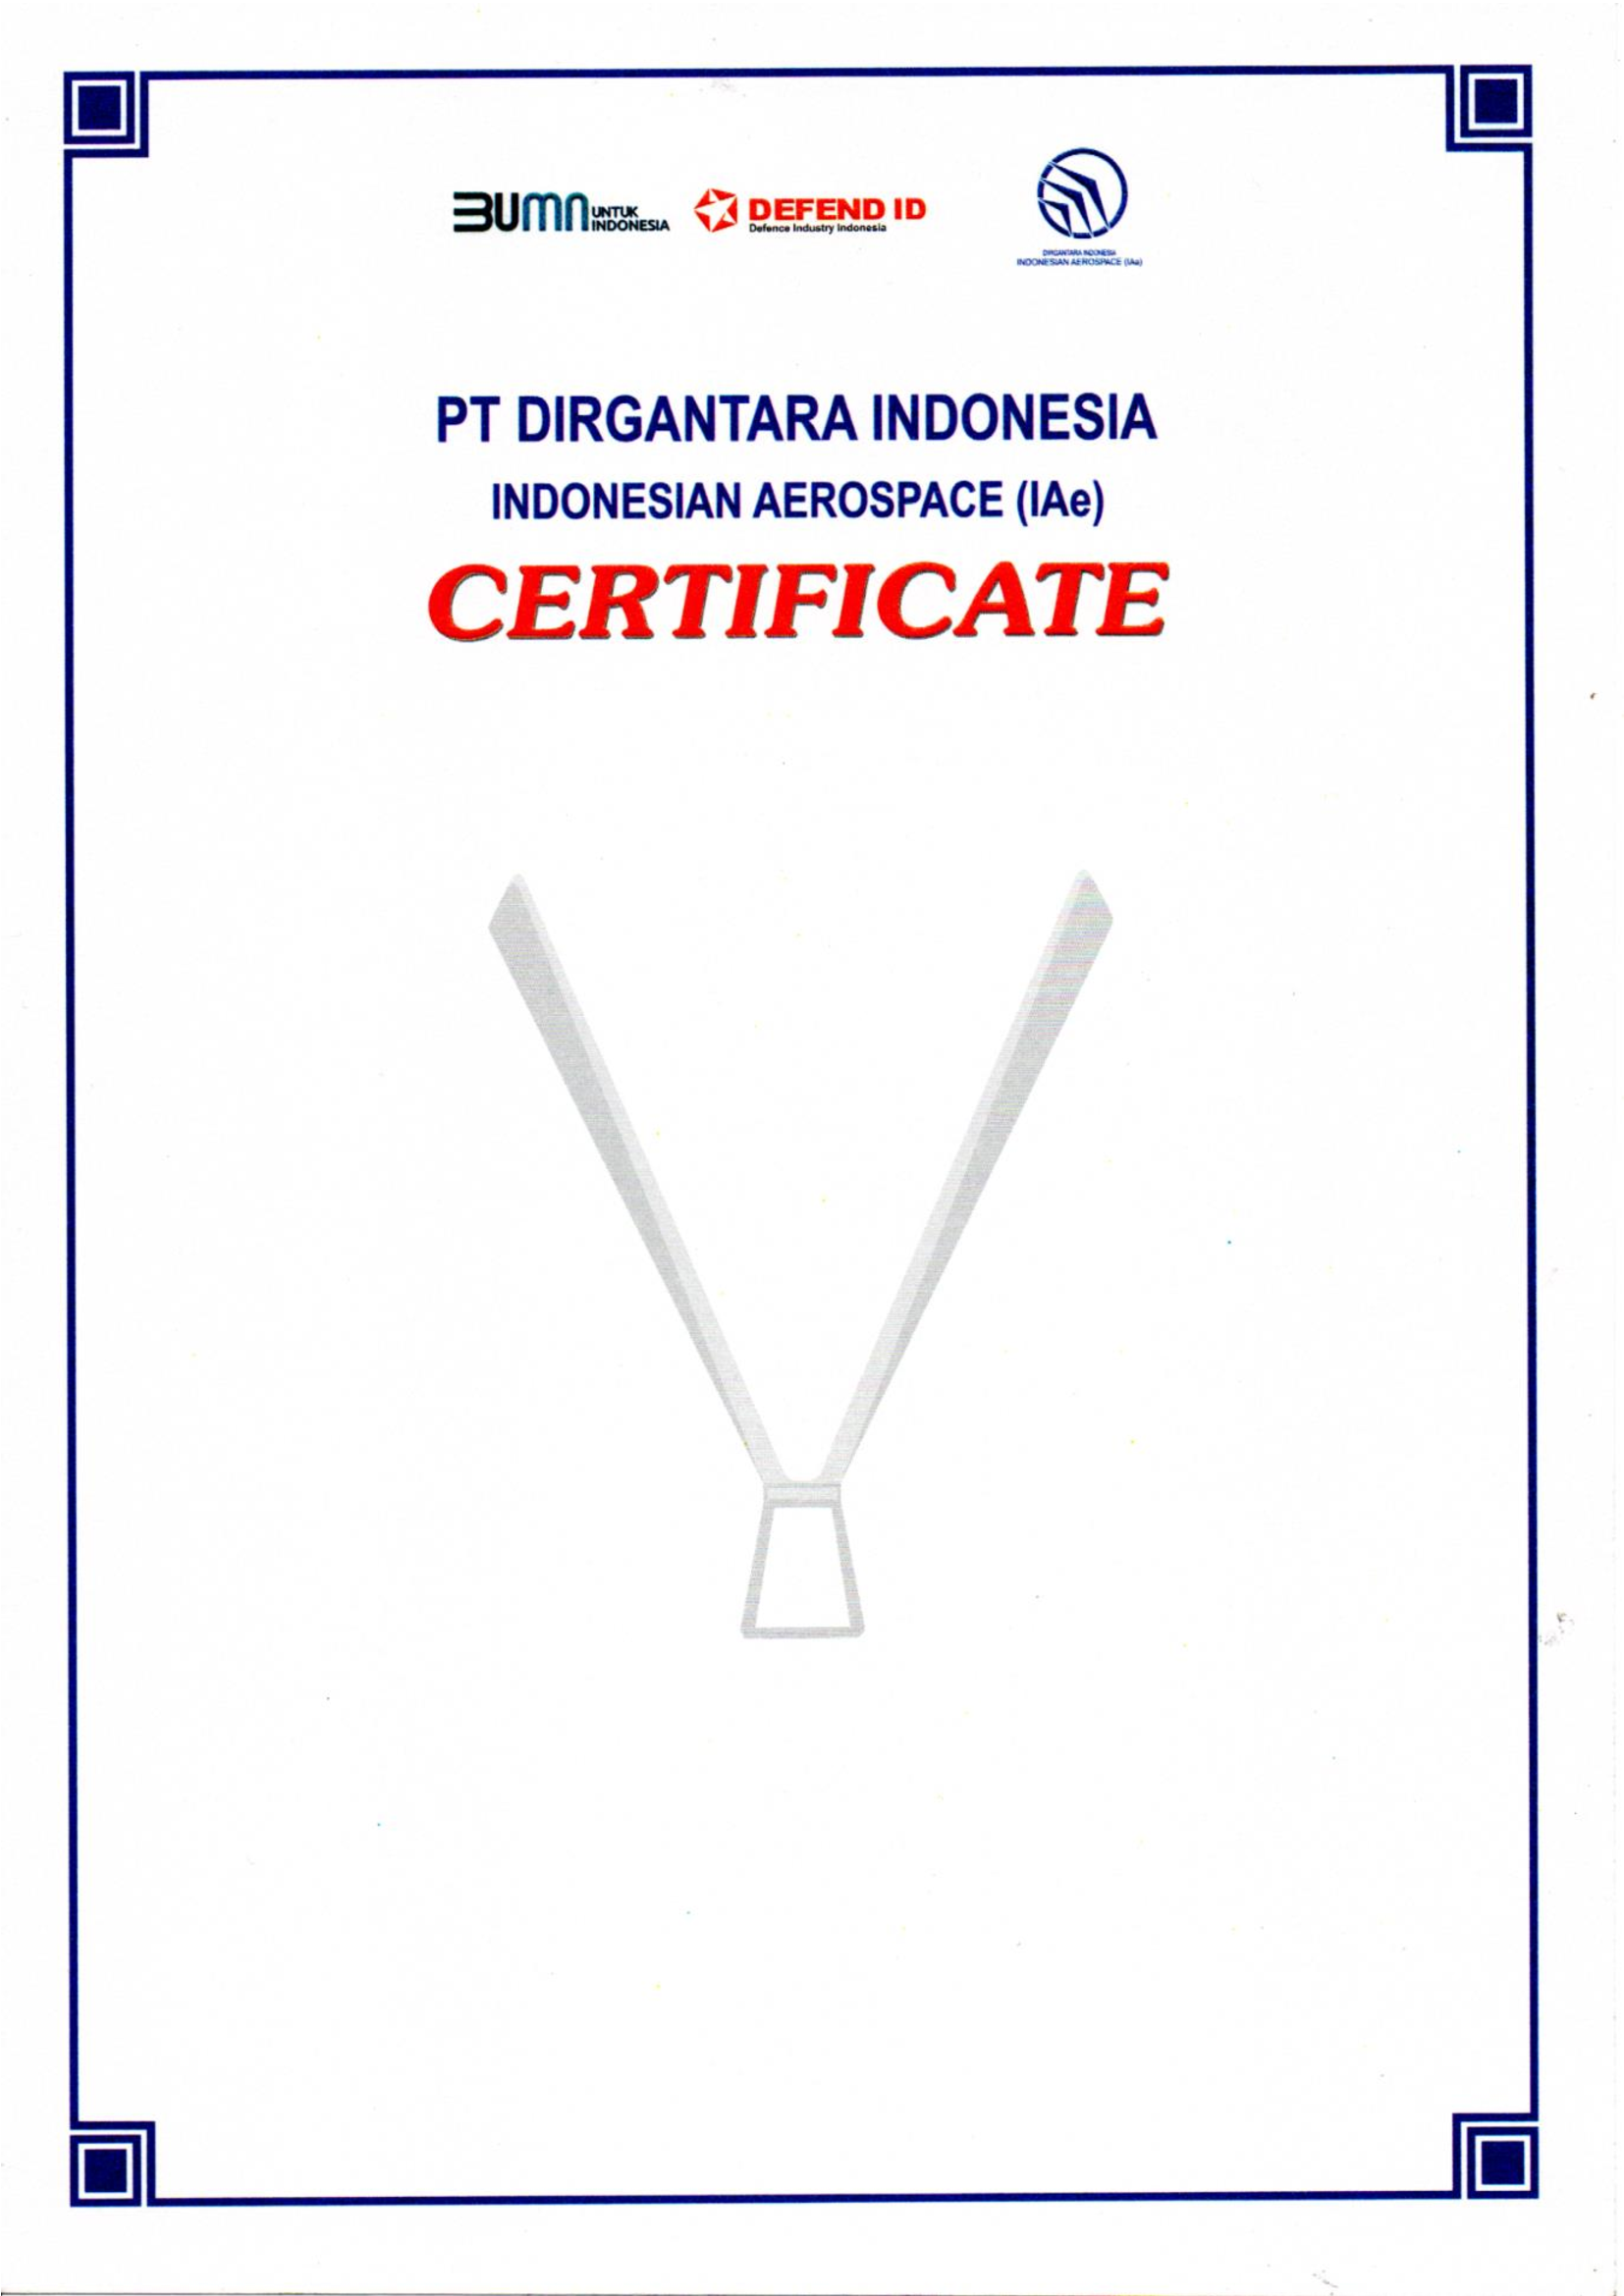 BUMN UNTUK
INDONESIA
DEFEND ID
Defence Industry Indonesia
DIRGANTARA INDONESIA
INDONESIAN AEROSPACE (IAe)
PT DIRGANTARA INDONESIA
INDONESIAN AEROSPACE (IAe)
CERTIFICATE